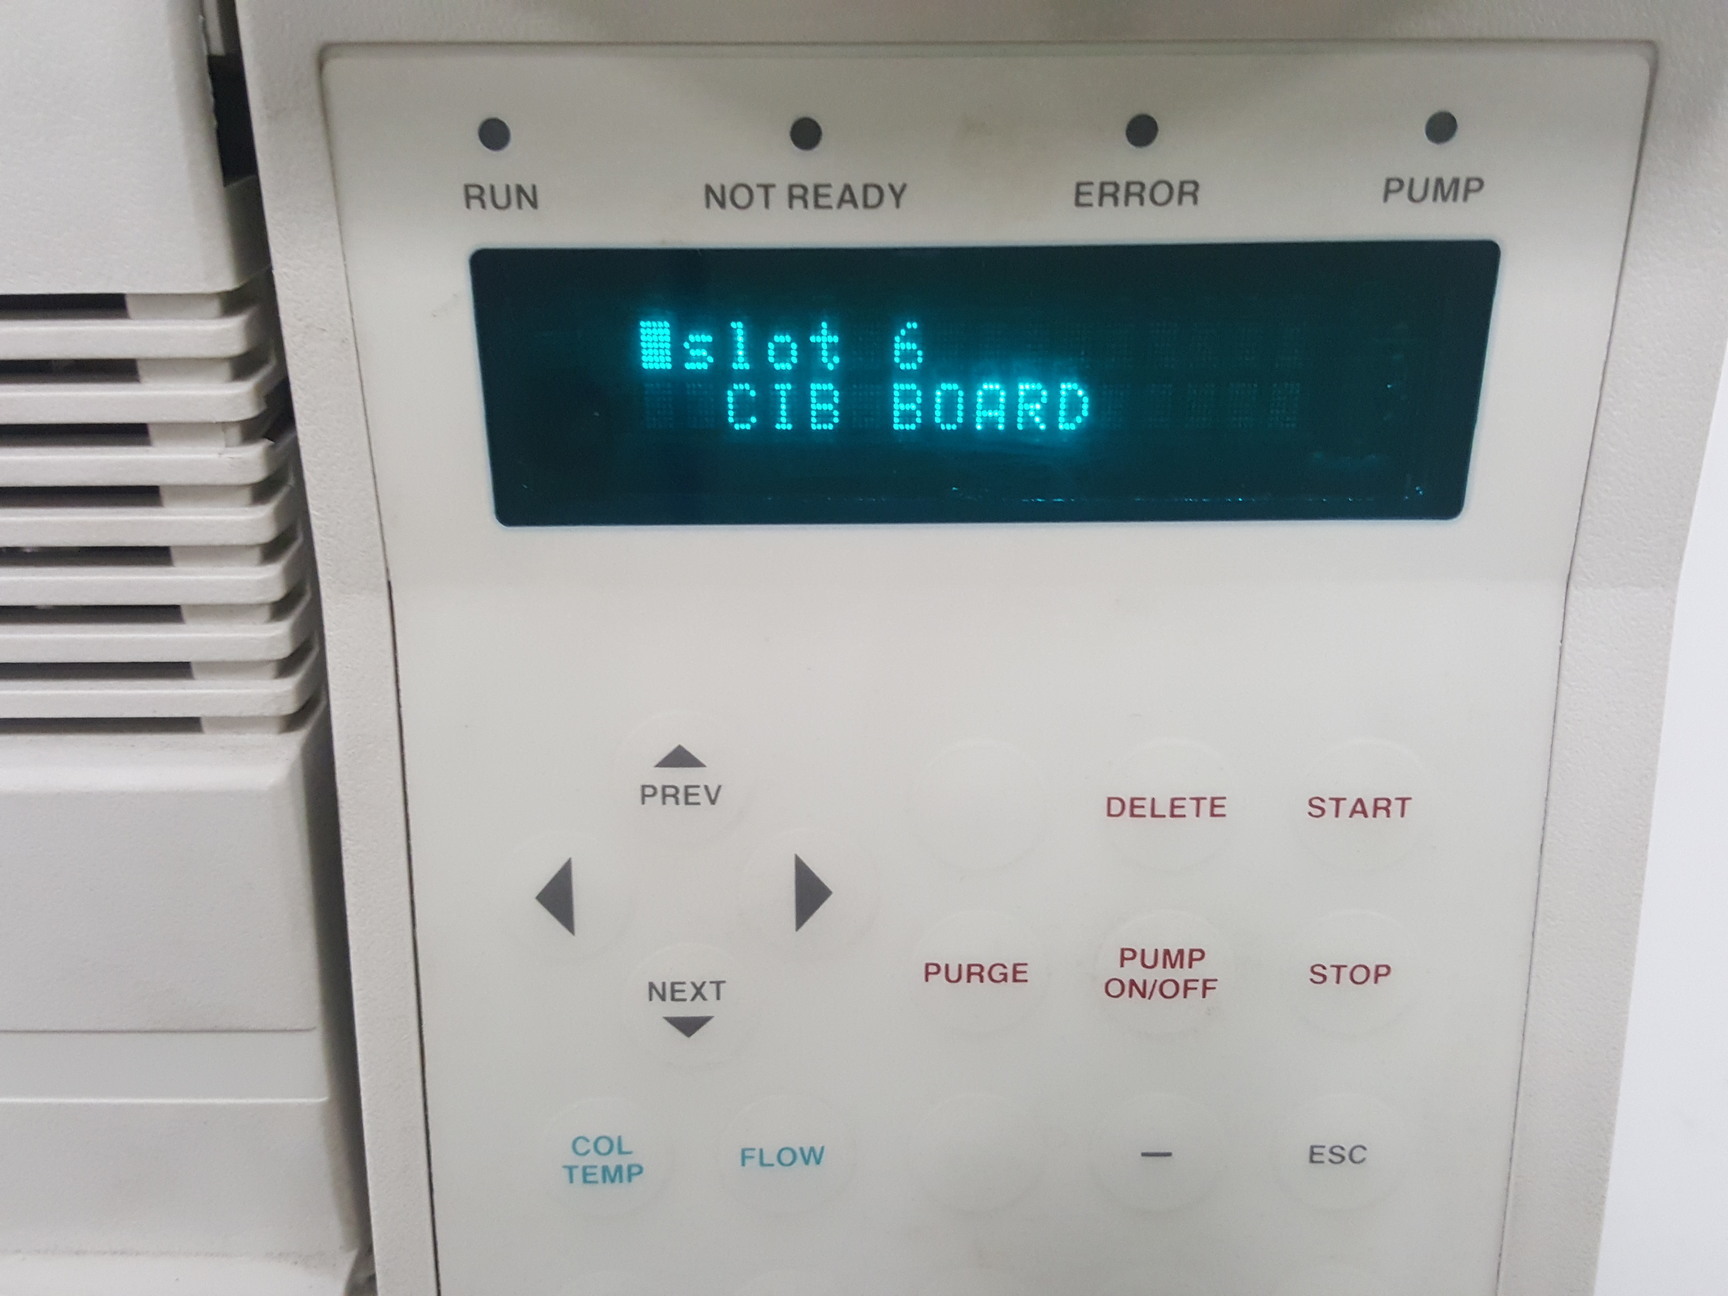 RUN NOT READY ERROR PUMP
slot 6
CIB BOARD
PREV
DELETE START
NEXT
PURGE PUMP ON/OFF STOP
COL TEMP FLOW — ESC